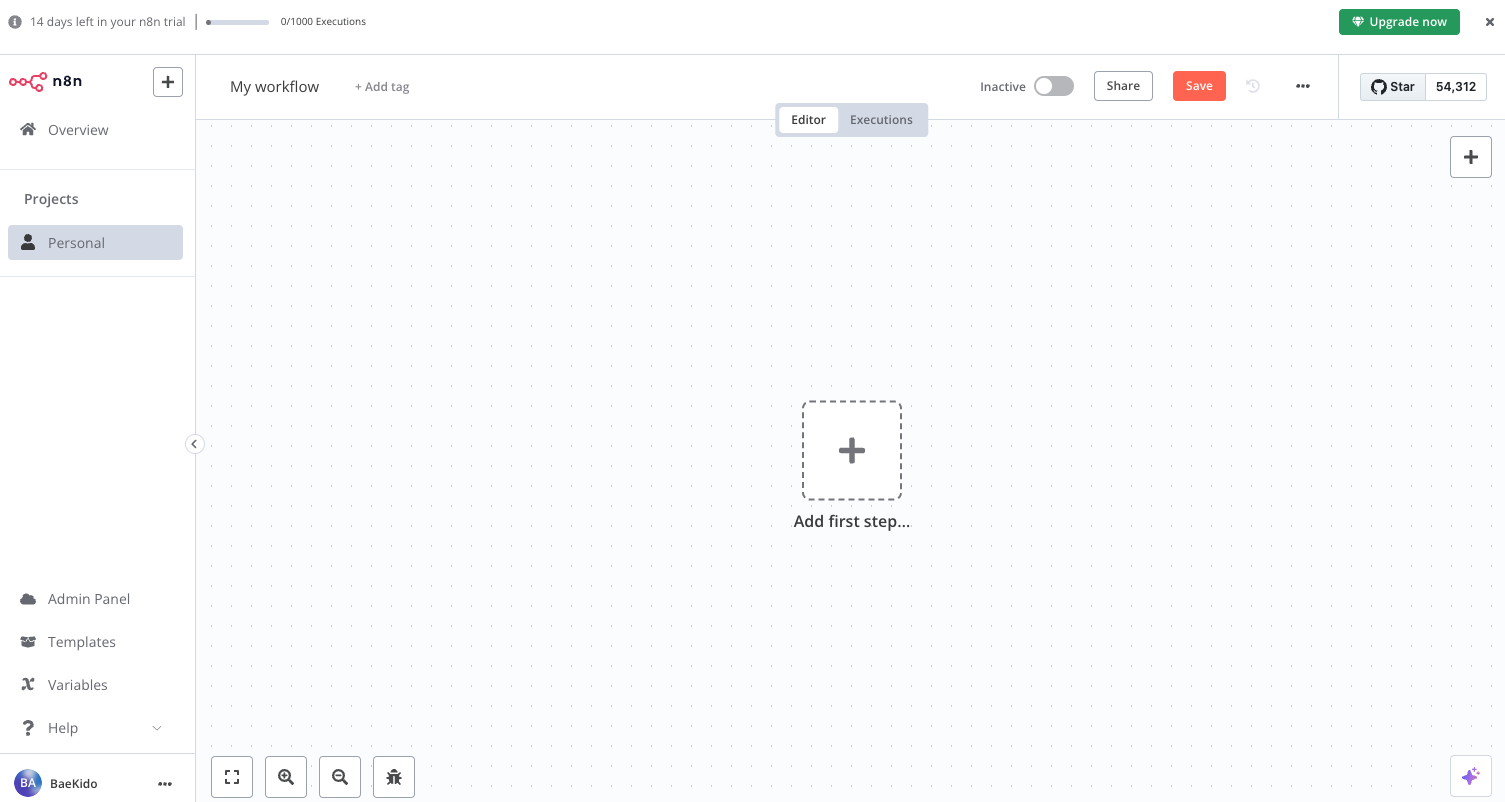 14 days left in your n8n trial
0/1000 Executions
Upgrade now
n8n
My workflow
+ Add tag
Inactive
Share
Save
Star
54,312
Editor
Executions
Overview
Projects
Personal
Add first step...
Admin Panel
Templates
Variables
Help
BA
BaeKido